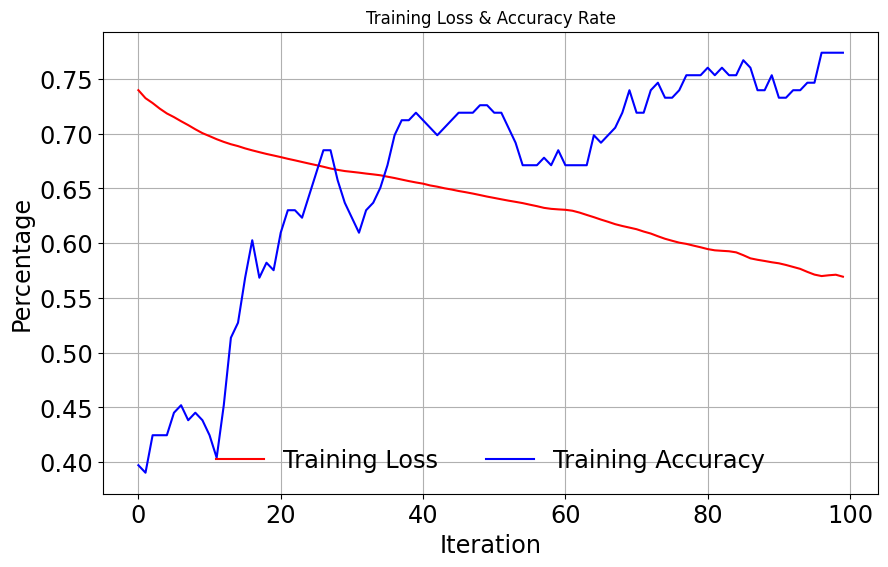 Training Loss & Accuracy Rate
Percentage
0.75
0.70
0.65
0.60
0.55
0.50
0.45
0.40
Training Loss Training Accuracy
0 20 40 60 80 100
Iteration